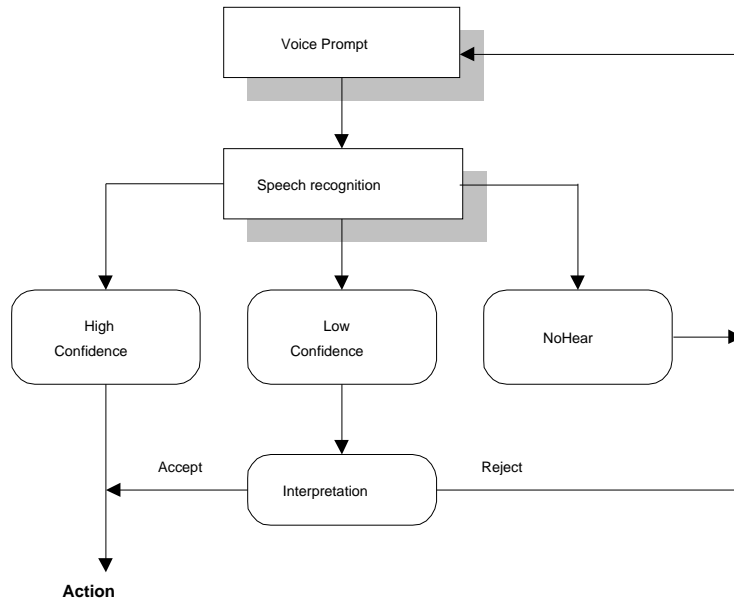 Voice Prompt
Speech recognition
High
Confidence
Low
Confidence
NoHear
Accept
Interpretation
Reject
Action